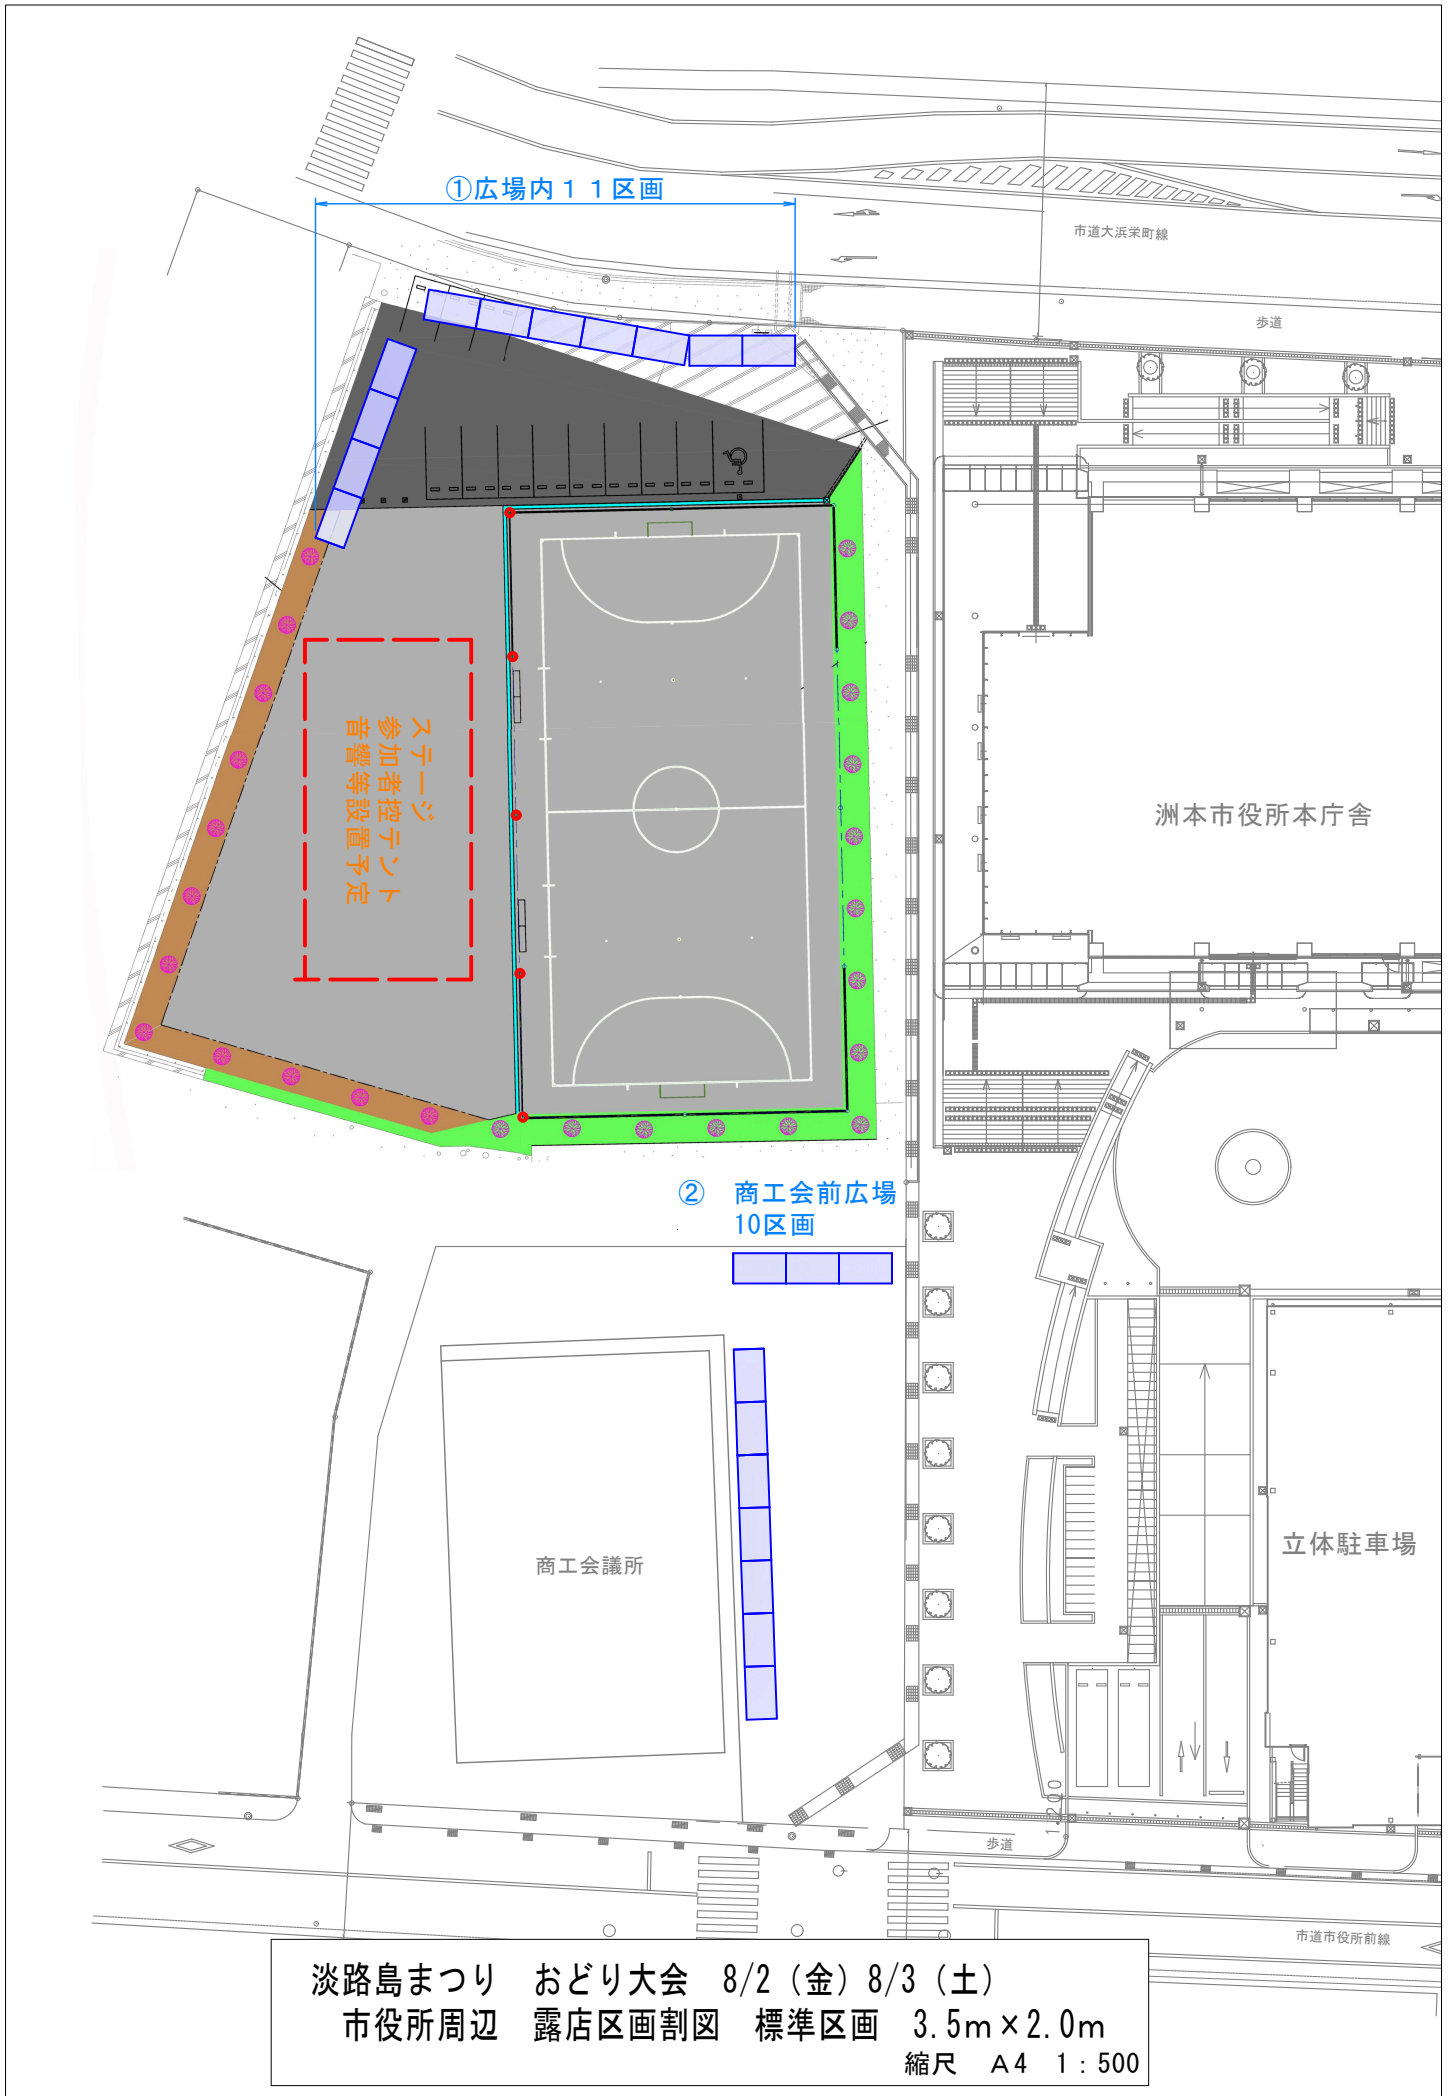 ①広場内１１区画
市道大浜栄町線
歩道
ステージ
参加者控テント
音響等設置予定
洲本市役所本庁舎
②　商工会前広場
10区画
商工会議所
立体駐車場
1,210
歩道
市道市役所前線
淡路島まつり　おどり大会　8/2（金）8/3（土）
市役所周辺　露店区画割図　標準区画　3.5m×2.0m
縮尺　A4　1：500